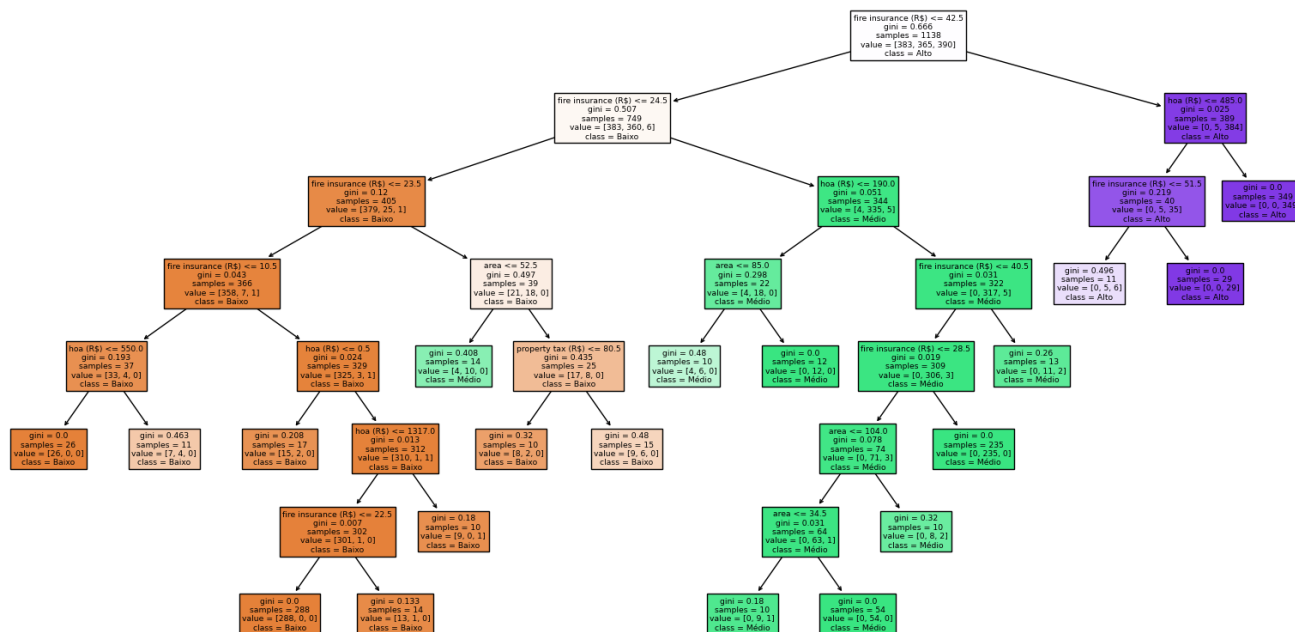 fire insurance (R$) <= 42.5
gini = 0.666
samples = 1138
value = [383, 365, 390]
class = Alto
fire insurance (R$) <= 24.5
gini = 0.507
samples = 749
value = [383, 360, 6]
class = Baixo
hoa (R$) <= 485.0
gini = 0.025
samples = 389
value = [0, 5, 384]
class = Alto
fire insurance (R$) <= 23.5
gini = 0.12
samples = 405
value = [379, 25, 1]
class = Baixo
hoa (R$) <= 190.0
gini = 0.051
samples = 344
value = [4, 335, 5]
class = Médio
fire insurance (R$) <= 51.5
gini = 0.219
samples = 40
value = [0, 5, 35]
class = Alto
gini = 0.0
samples = 349
value = [0, 0, 349]
class = Alto
fire insurance (R$) <= 10.5
gini = 0.043
samples = 366
value = [358, 7, 1]
class = Baixo
area <= 52.5
gini = 0.497
samples = 39
value = [21, 18, 0]
class = Baixo
area <= 85.0
gini = 0.298
samples = 22
value = [4, 18, 0]
class = Médio
fire insurance (R$) <= 40.5
gini = 0.031
samples = 322
value = [0, 317, 5]
class = Médio
gini = 0.496
samples = 11
value = [0, 5, 6]
class = Alto
gini = 0.0
samples = 29
value = [0, 0, 29]
class = Alto
hoa (R$) <= 550.0
gini = 0.193
samples = 37
value = [33, 4, 0]
class = Baixo
hoa (R$) <= 0.5
gini = 0.024
samples = 329
value = [325, 3, 1]
class = Baixo
gini = 0.408
samples = 14
value = [4, 10, 0]
class = Médio
property tax (R$) <= 80.5
gini = 0.435
samples = 25
value = [17, 8, 0]
class = Baixo
gini = 0.48
samples = 10
value = [4, 6, 0]
class = Médio
gini = 0.0
samples = 12
value = [0, 12, 0]
class = Médio
fire insurance (R$) <= 28.5
gini = 0.019
samples = 309
value = [0, 306, 3]
class = Médio
gini = 0.26
samples = 13
value = [0, 11, 2]
class = Médio
gini = 0.0
samples = 26
value = [26, 0, 0]
class = Baixo
gini = 0.463
samples = 11
value = [7, 4, 0]
class = Baixo
gini = 0.208
samples = 17
value = [15, 2, 0]
class = Baixo
hoa (R$) <= 1317.0
gini = 0.013
samples = 312
value = [310, 1, 1]
class = Baixo
gini = 0.32
samples = 10
value = [8, 2, 0]
class = Baixo
gini = 0.48
samples = 15
value = [9, 6, 0]
class = Baixo
area <= 104.0
gini = 0.078
samples = 74
value = [0, 71, 3]
class = Médio
gini = 0.0
samples = 235
value = [0, 235, 0]
class = Médio
fire insurance (R$) <= 22.5
gini = 0.007
samples = 302
value = [301, 1, 0]
class = Baixo
gini = 0.18
samples = 10
value = [9, 0, 1]
class = Baixo
area <= 34.5
gini = 0.031
samples = 64
value = [0, 63, 1]
class = Médio
gini = 0.32
samples = 10
value = [0, 8, 2]
class = Médio
gini = 0.0
samples = 288
value = [288, 0, 0]
class = Baixo
gini = 0.133
samples = 14
value = [13, 1, 0]
class = Baixo
gini = 0.18
samples = 10
value = [0, 9, 1]
class = Médio
gini = 0.0
samples = 54
value = [0, 54, 0]
class = Médio